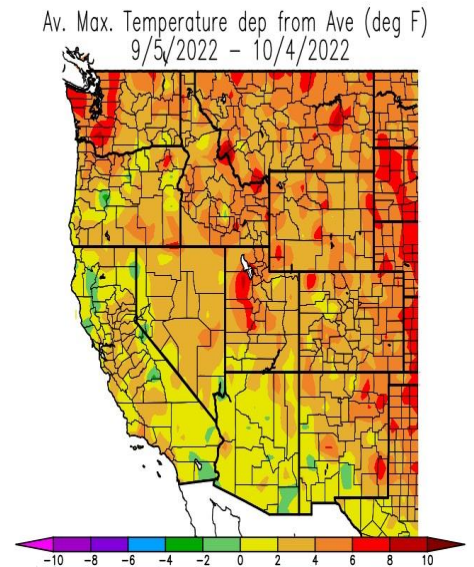 Av. Max. Temperature dep from Ave (deg F)
9/5/2022 – 10/4/2022
-10 -8 -6 -4 -2 0 2 4 6 8 10